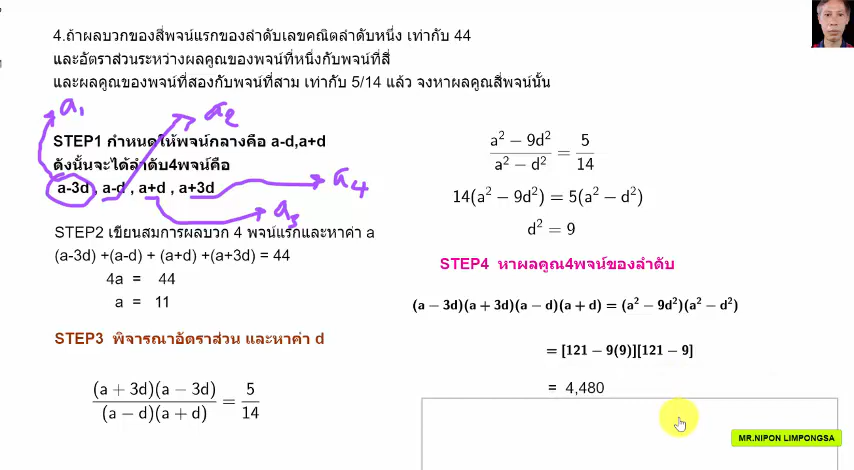 4.ถ้าผลบวกของสี่พจน์แรกของลำดับเลขคณิตลำดับหนึ่ง เท่ากับ 44
และอัตราส่วนระหว่างผลคูณของพจน์ที่หนึ่งกับพจน์ที่สี่
และผลคูณของพจน์ที่สองกับพจน์ที่สาม เท่ากับ 5/14 แล้ว จงหาผลคูณสี่พจน์นั้น
a₁
a₂
STEP1 กำหนดให้พจน์กลางคือ a-d,a+d
ดังนั้นจะได้ลำดับ4พจน์คือ
a-3d , a-d , a+d , a+3d
a₄
a₃
STEP2 เขียนสมการผลบวก 4 พจน์แรกและหาค่า a
(a-3d) +(a-d) + (a+d) +(a+3d) = 44
4a = 44
a = 11
STEP3 พิจารณาอัตราส่วน และหาค่า d
(a + 3d)(a − 3d) / (a − d)(a + d) = 5/14
a² − 9d² / a² − d² = 5/14
14(a² − 9d²) = 5(a² − d²)
d² = 9
STEP4 หาผลคูณ4พจน์ของลำดับ
(a − 3d)(a + 3d)(a − d)(a + d) = (a² − 9d²)(a² − d²)
= [121 − 9(9)][121 − 9]
= 4,480
MR.NIPON LIMPONGSA